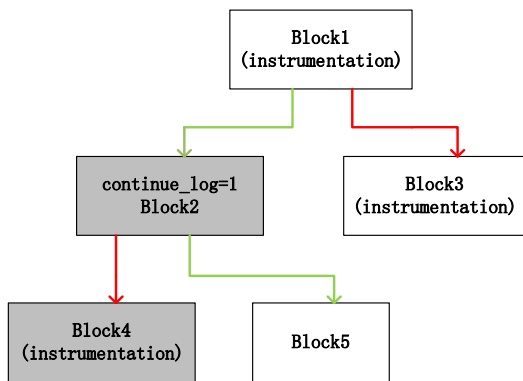 Block1
(instrumentation)
continue_log=1
Block2
Block3
(instrumentation)
Block4
(instrumentation)
Block5